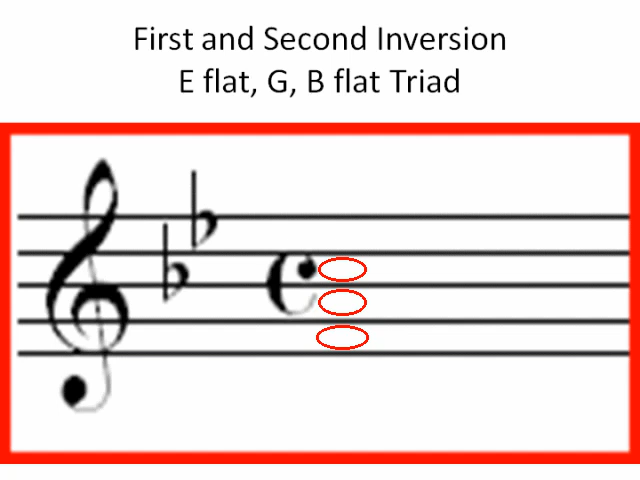 First and Second Inversion
E flat, G, B flat Triad